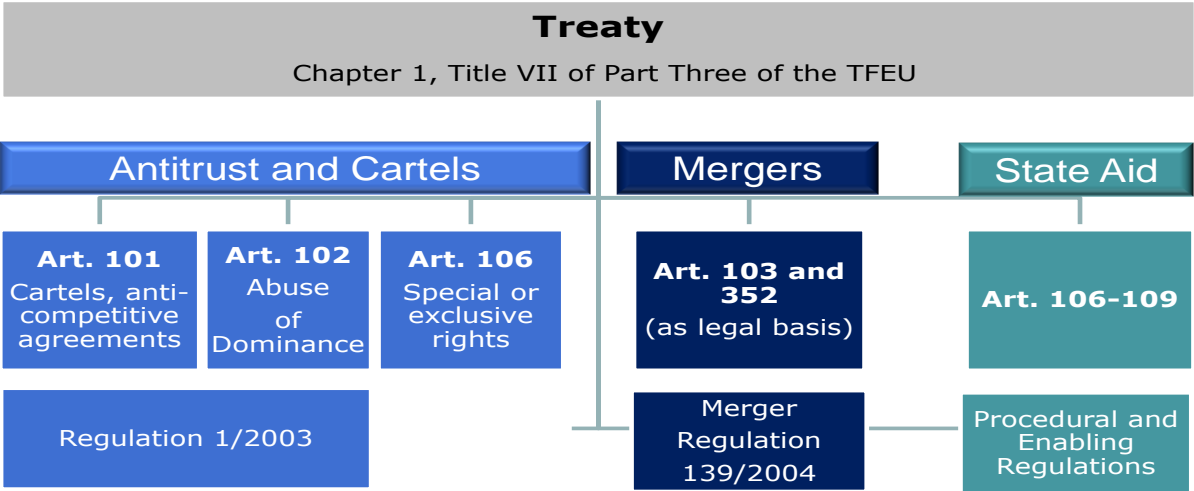 Treaty
Chapter 1, Title VII of Part Three of the TFEU
Antitrust and Cartels
Mergers
State Aid
Art. 101
Cartels, anti-
competitive
agreements
Art. 102
Abuse
of
Dominance
Art. 106
Special or
exclusive
rights
Art. 103 and
352
(as legal basis)
Art. 106-109
Regulation 1/2003
Merger
Regulation
139/2004
Procedural and
Enabling
Regulations